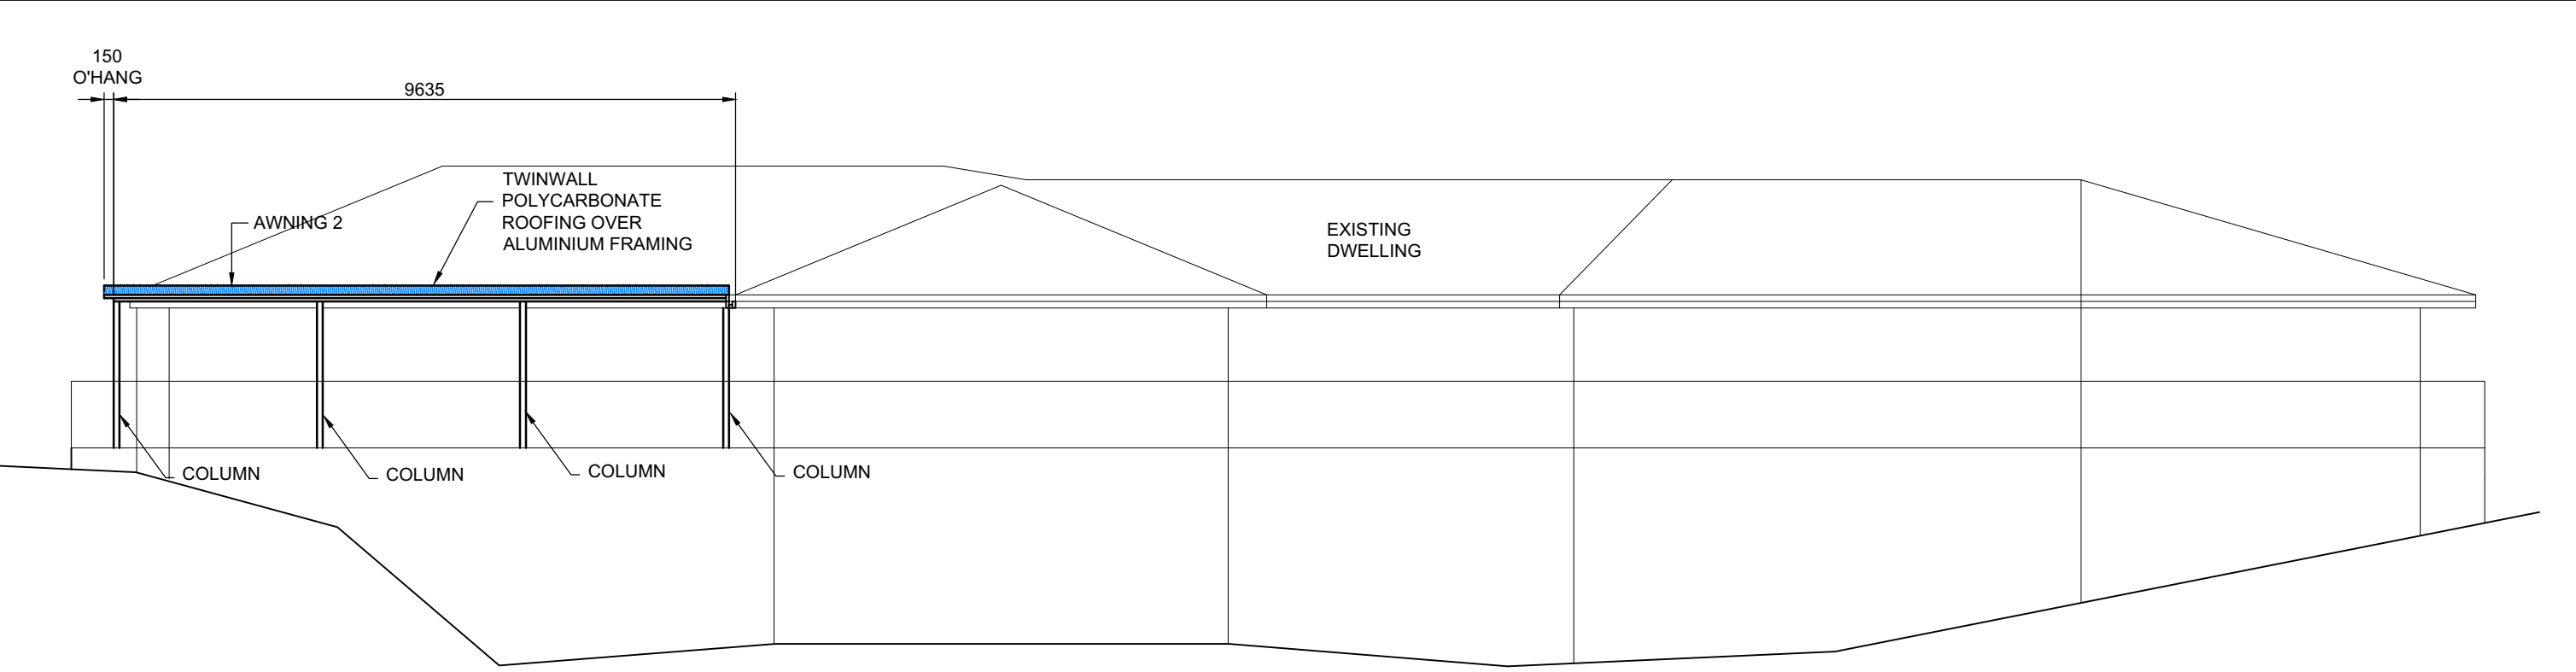 150
O'HANG
9635
TWINWALL
POLYCARBONATE
ROOFING OVER
ALUMINIUM FRAMING
AWNING 2
EXISTING
DWELLING
COLUMN
COLUMN
COLUMN
COLUMN